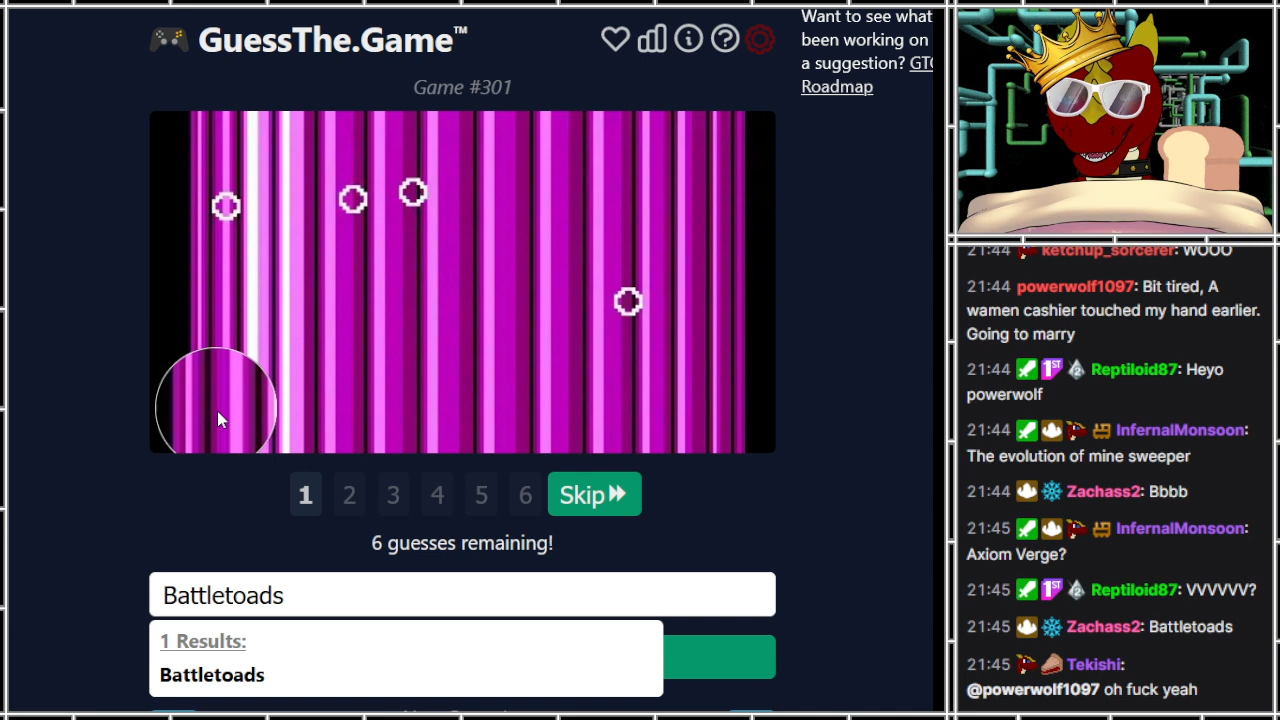 GuessThe.Game™
Want to see what
been working on
a suggestion? GTG
Roadmap
Game #301
1 2 3 4 5 6 Skip
6 guesses remaining!
Battletoads
1 Results:
Battletoads
21:44 ketchup_sorcerer: WOOO
21:44 powerwolf1097: Bit tired, A
wamen cashier touched my hand earlier.
Going to marry
21:44 1ST 2 Reptiloid87: Heyo
powerwolf
21:44 InfernalMonsoon:
The evolution of mine sweeper
21:44 Zachass2: Bbbb
21:45 InfernalMonsoon:
Axiom Verge?
21:45 1ST 2 Reptiloid87: VVVVVV?
21:45 Zachass2: Battletoads
21:45 Tekishi:
@powerwolf1097 oh fuck yeah